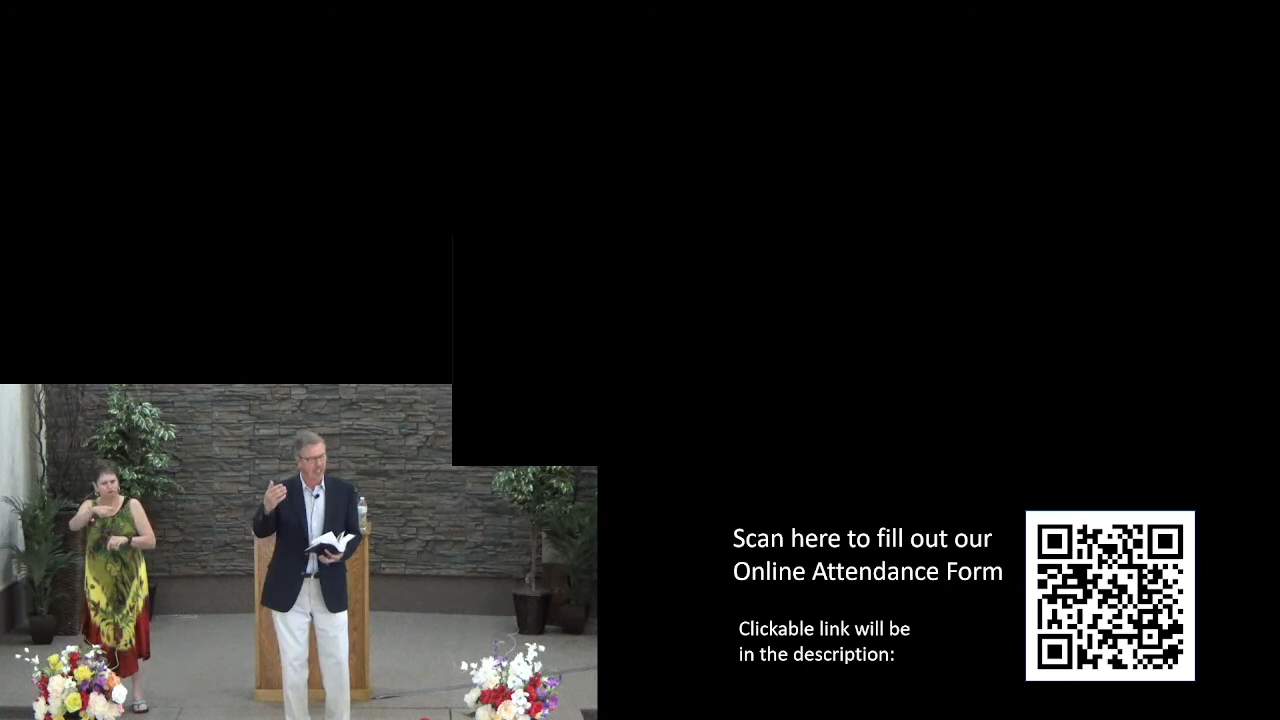 Scan here to fill out our
Online Attendance Form
Clickable link will be
in the description: